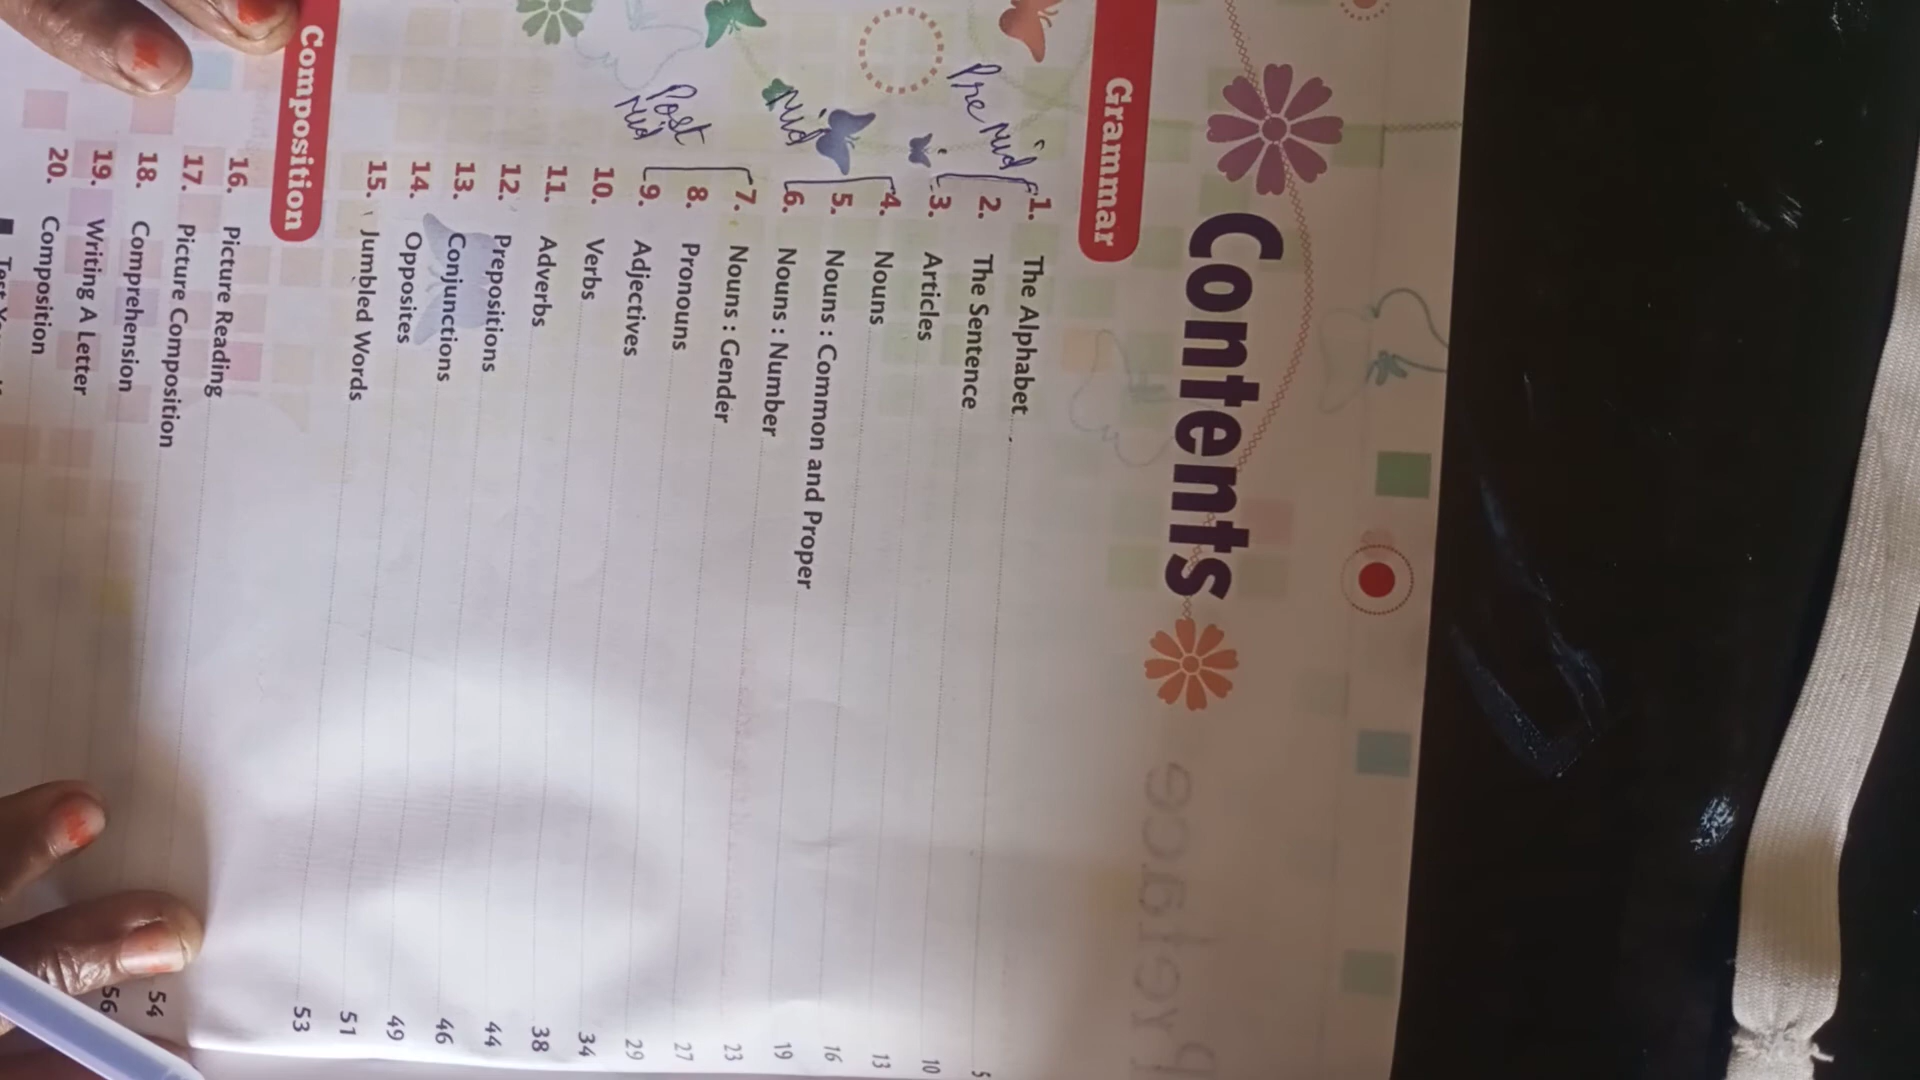 Contents
Grammar
Pre Mid
1. The Alphabet 5
2. The Sentence 10
3. Articles 13
Mid
4. Nouns 16
5. Nouns : Common and Proper 19
6. Nouns : Number 23
Post
Mid
7. Nouns : Gender 27
8. Pronouns 29
9. Adjectives 34
10. Verbs 38
11. Adverbs 44
12. Prepositions 46
13. Conjunctions 49
14. Opposites 51
15. Jumbled Words 53
Composition
16. Picture Reading 54
17. Picture Composition 56
18. Comprehension
19. Writing A Letter
20. Composition